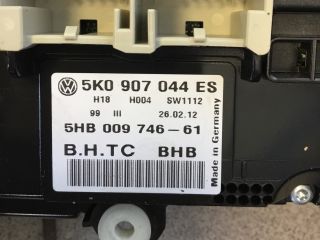 5K0 907 044 ES
H18 H004 SW1112
99 III 26.02.12
5HB 009 746-61
B.H.TC BHB
Made in Germany